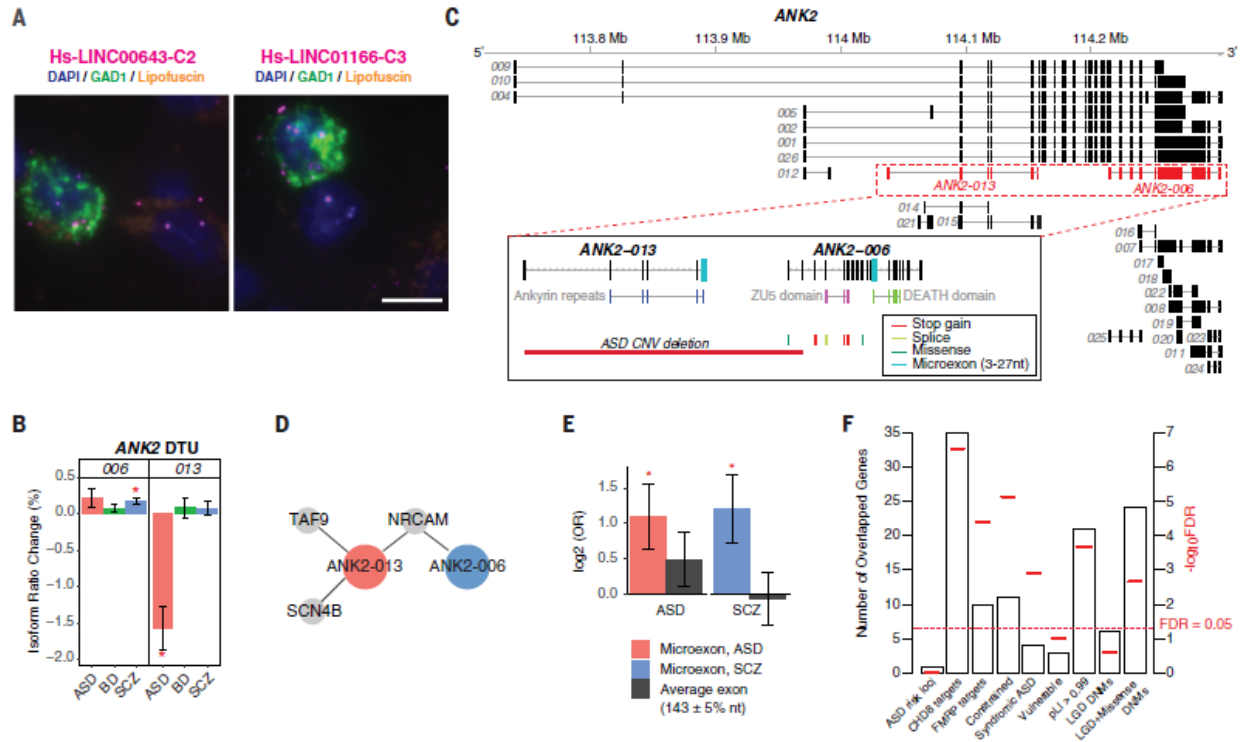 A
Hs-LINC00643-C2
DAPI / GAD1 / Lipofuscin
Hs-LINC01166-C3
DAPI / GAD1 / Lipofuscin
C
ANK2
113.8 Mb 113.9 Mb 114 Mb 114.1 Mb 114.2 Mb
5' 3'
009
010
004
005
002
001
026
012
ANK2-013 ANK2-006
014
021 015
016
007
017
018
022
008
019
025 020 023
011
024
ANK2-013 ANK2-006
Ankyrin repeats ZU5 domain DEATH domain
ASD CNV deletion
Stop gain
Splice
Missense
Microexon (3-27nt)
B
ANK2 DTU
006 013
Isoform Ratio Change (%)
0.5
0.0
-0.5
-1.0
-1.5
-2.0
* *
ASD BD SCZ ASD BD SCZ
D
TAF9 NRCAM
ANK2-013 ANK2-006
SCN4B
E
log2 (OR)
1.5
1.0
0.5
0.0
* *
ASD SCZ
Microexon, ASD
Microexon, SCZ
Average exon
(143 ± 5% nt)
F
Number of Overlapped Genes
35
30
25
20
15
10
5
0
7
6
5
4
3
2
1
0
-log10FDR
FDR = 0.05
ASD risk loci
CHD8 targets
FMRP targets
Constrained
Syndromic ASD
Vulnerable
pLI > 0.99
LGD DNMs
LGD+Missense
DNMs